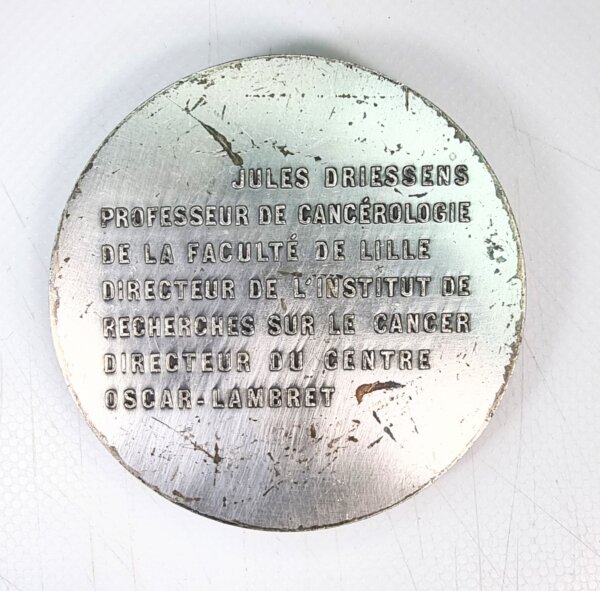 JULES DRIESSENS
PROFESSEUR DE CANCÉROLOGIE
DE LA FACULTÉ DE LILLE
DIRECTEUR DE L'INSTITUT DE
RECHERCHES SUR LE CANCER
DIRECTEUR DU CENTRE
OSCAR-LAMBRET